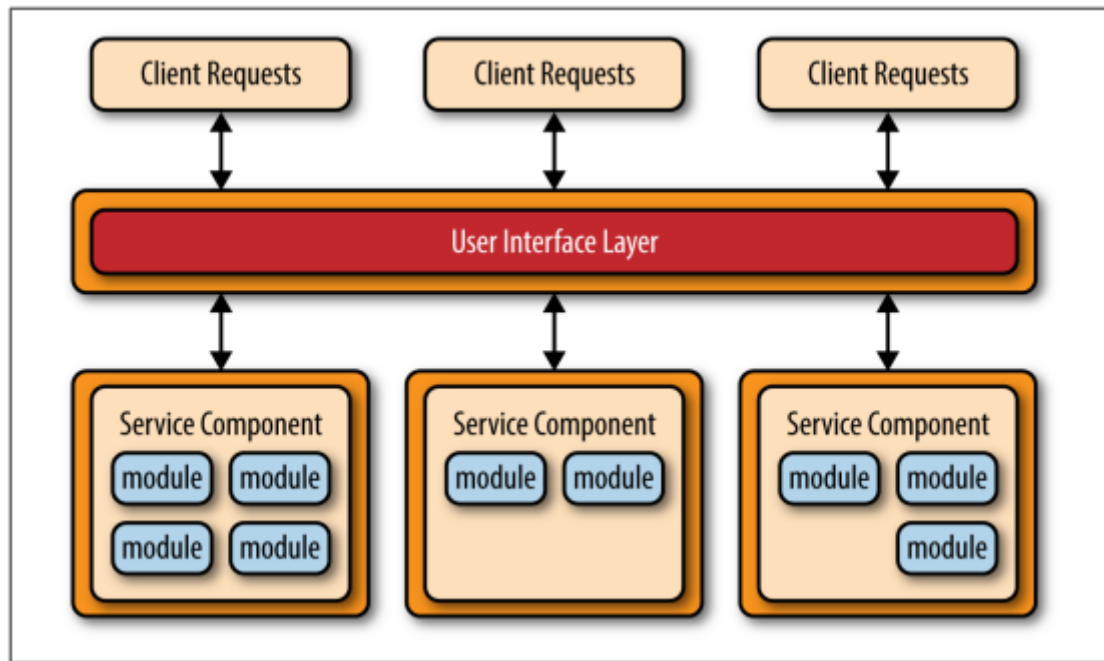 Client Requests
Client Requests
Client Requests
User Interface Layer
Service Component
module module
module module
Service Component
module module
Service Component
module module
module